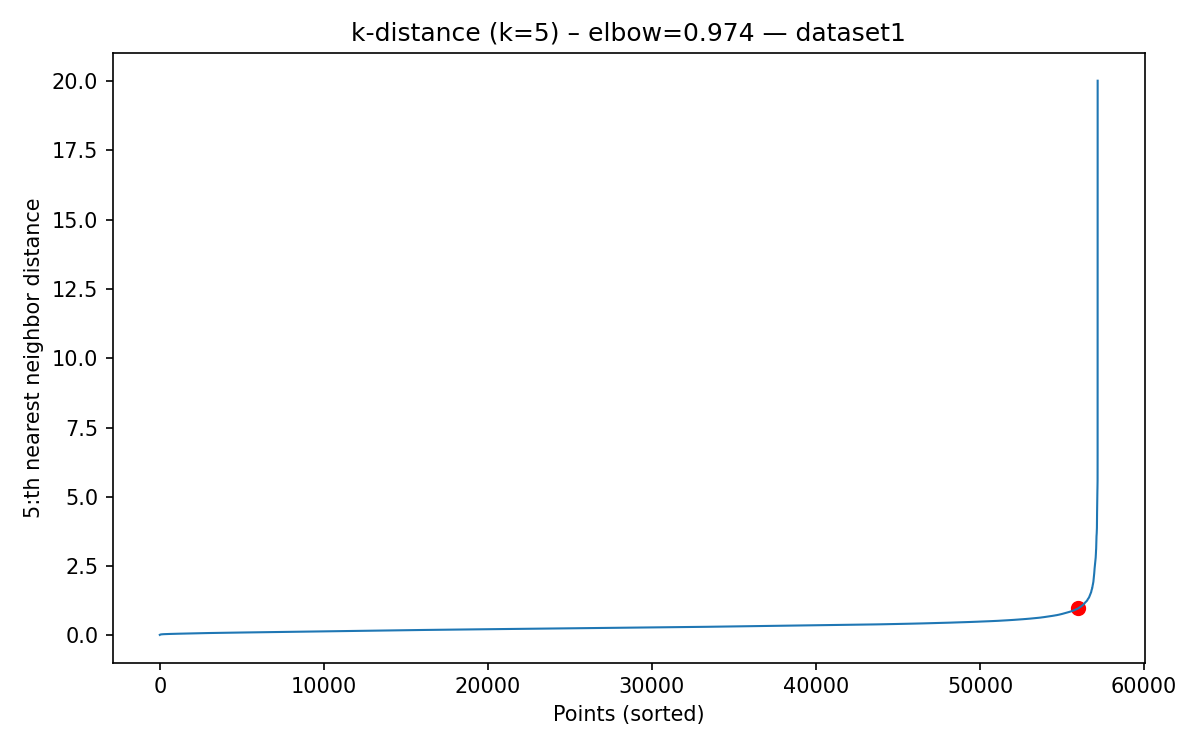 k-distance (k=5) – elbow=0.974 — dataset1
20.0
17.5
15.0
12.5
10.0
7.5
5.0
2.5
0.0
5:th nearest neighbor distance
0 10000 20000 30000 40000 50000 60000
Points (sorted)